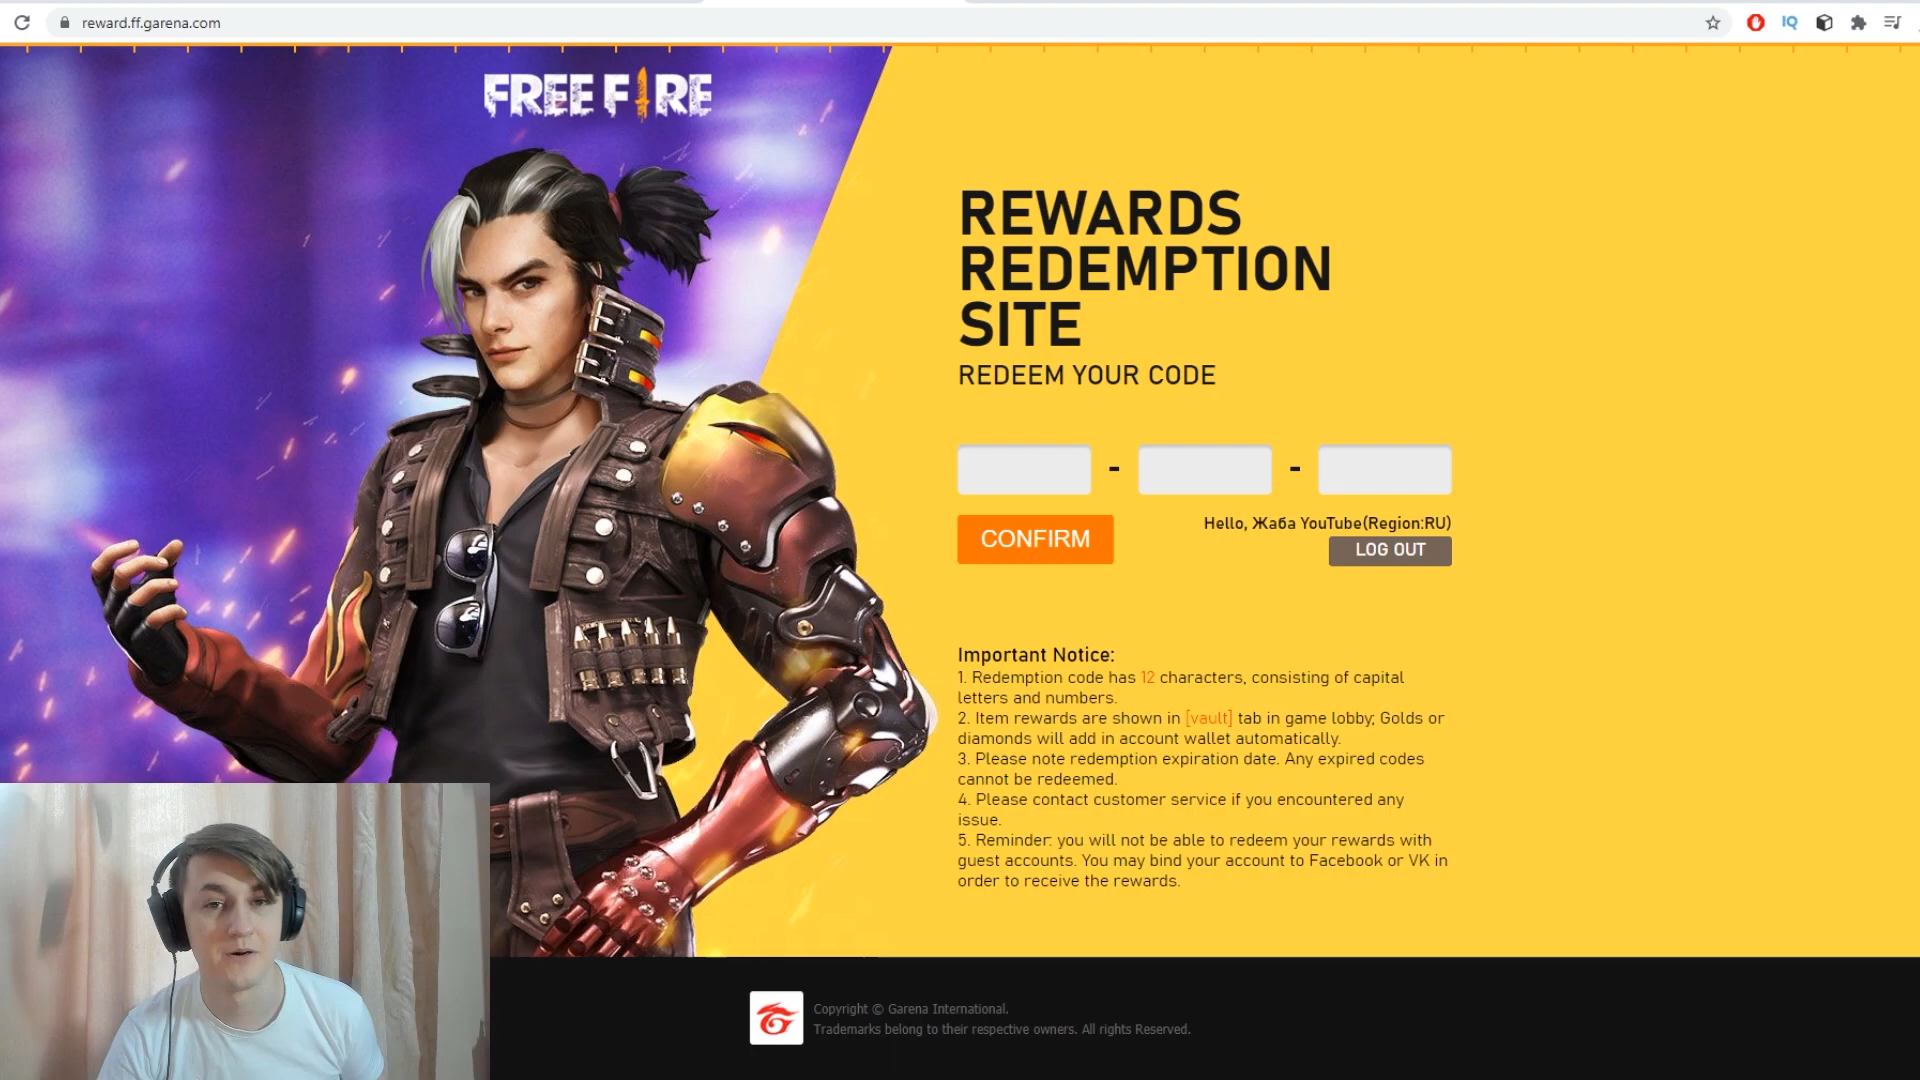 reward.ff.garena.com
IQ
FREE FIRE
REWARDS
REDEMPTION
SITE
REDEEM YOUR CODE
- -
CONFIRM
Hello, Жаба YouTube(Region:RU)
LOG OUT
Important Notice:
1. Redemption code has 12 characters, consisting of capital
letters and numbers.
2. Item rewards are shown in [vault] tab in game lobby; Golds or
diamonds will add in account wallet automatically.
3. Please note redemption expiration date. Any expired codes
cannot be redeemed.
4. Please contact customer service if you encountered any
issue.
5. Reminder: you will not be able to redeem your rewards with
guest accounts. You may bind your account to Facebook or VK in
order to receive the rewards.
Copyright © Garena International.
Trademarks belong to their respective owners. All rights Reserved.